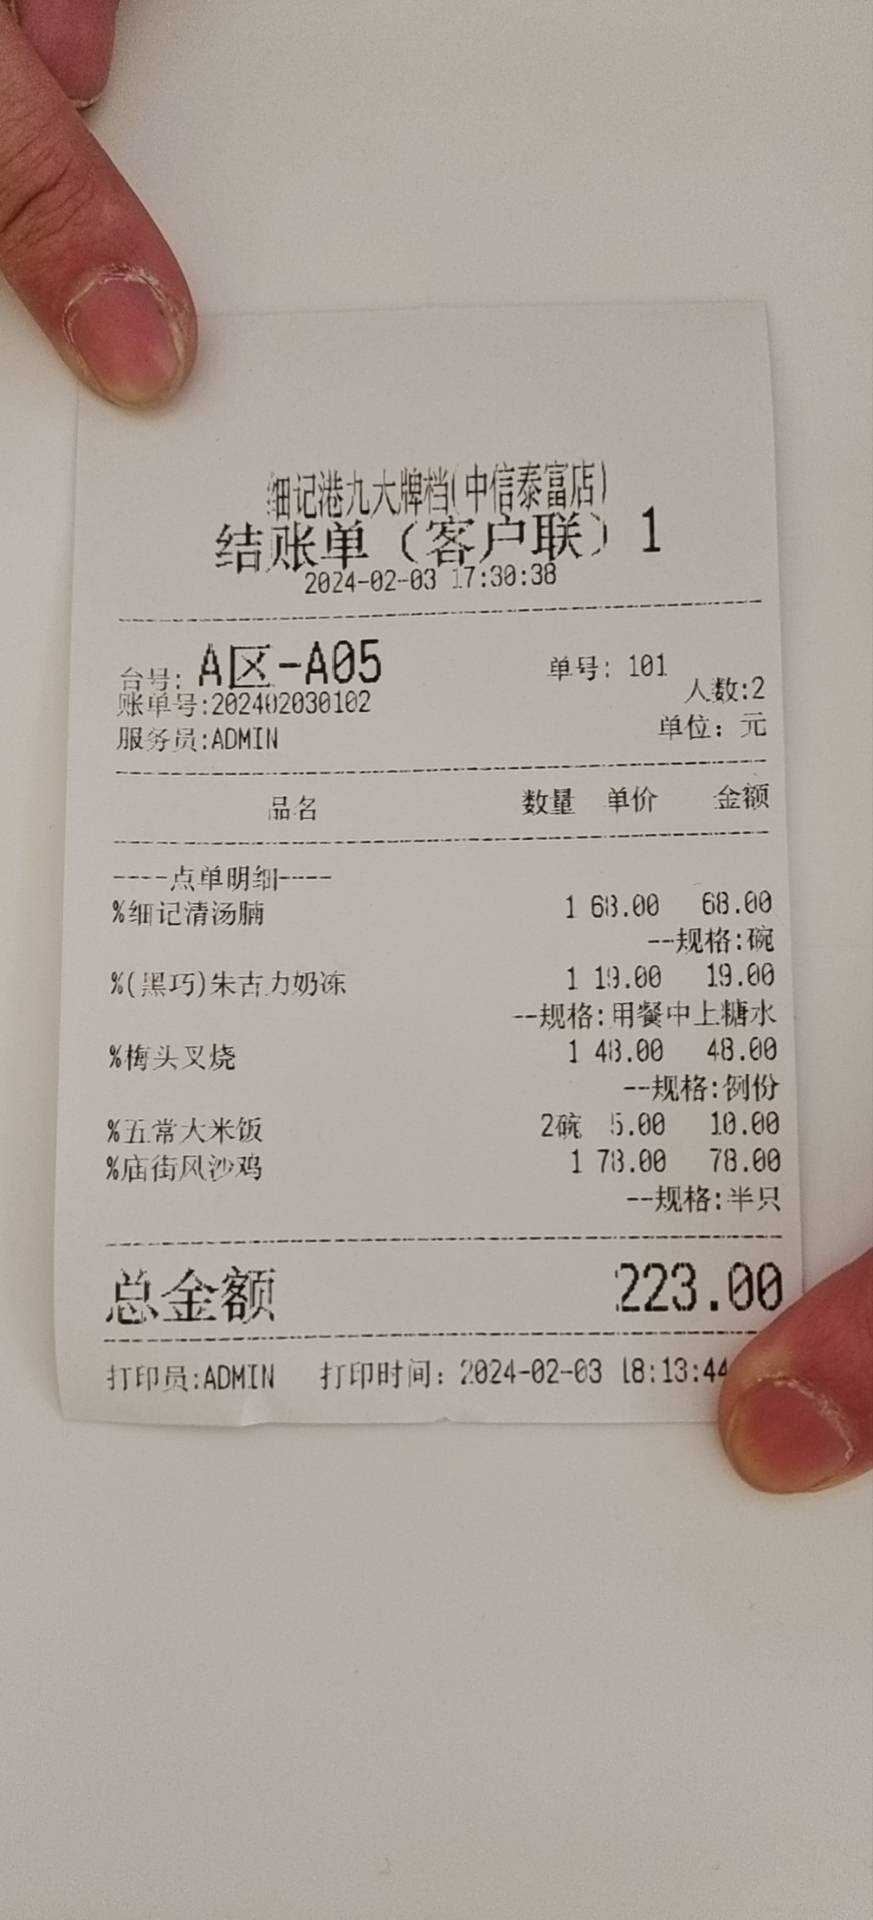 细记港九大牌档(中信泰富店)
结账单（客户联）1
2024-02-03 17:30:38
台号: A区-A05 单号: 101
账单号:202402030102 人数:2
服务员:ADMIN 单位: 元
品名 数量 单价 金额
----点单明细----
%细记清汤腩 1 68.00 68.00
--规格:碗
%(黑巧)朱古力奶冻 1 19.00 19.00
--规格:用餐中上糖水
%梅头叉烧 1 48.00 48.00
--规格:例份
%五常大米饭 2碗 5.00 10.00
%庙街风沙鸡 1 78.00 78.00
--规格:半只
总金额 223.00
打印员:ADMIN 打印时间: 2024-02-03 18:13:44